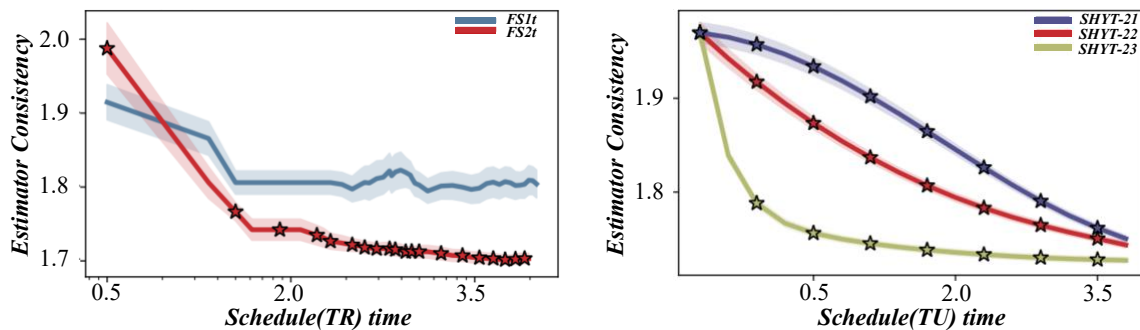 Estimator Consistency
2.0
1.9
1.8
1.7
0.5
2.0
3.5
Schedule(TR) time
FS1t
FS2t
Estimator Consistency
1.9
1.8
0.5
2.0
3.5
Schedule(TU) time
SHYT-21
SHYT-22
SHYT-23